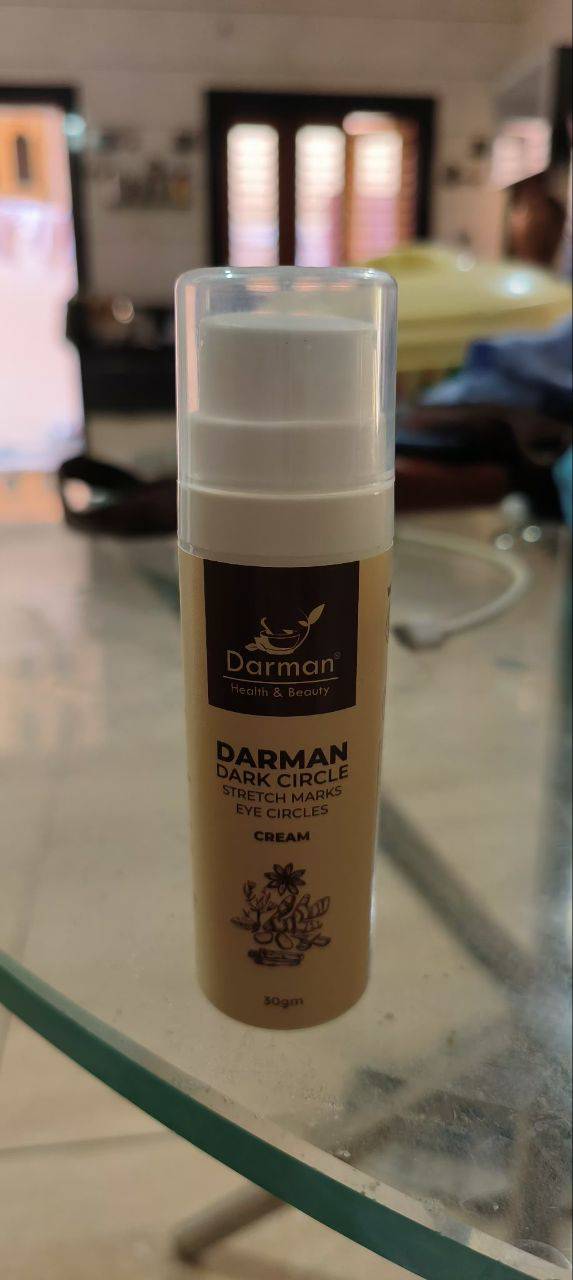 Darman®
Health & Beauty
DARMAN
DARK CIRCLE
STRETCH MARKS
EYE CIRCLES
CREAM
30gm